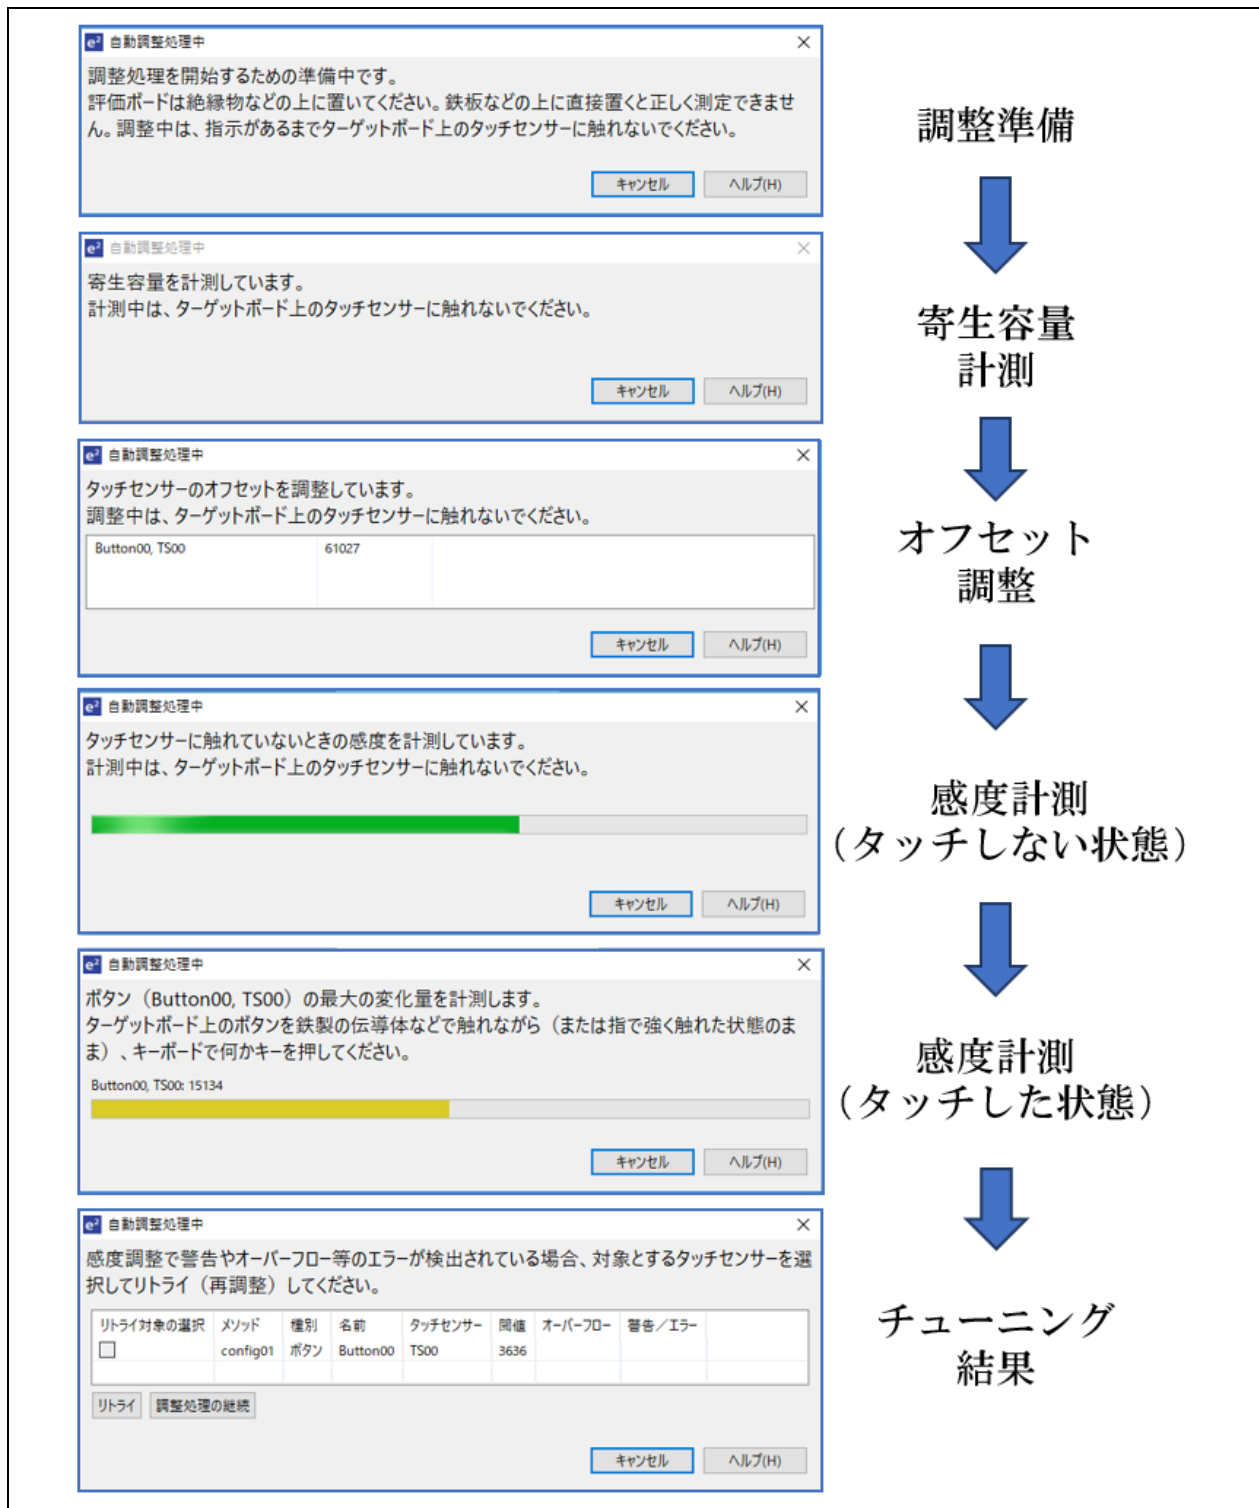 e² 自動調整処理中
調整処理を開始するための準備中です。
評価ボードは絶縁物などの上に置いてください。鉄板などの上に直接置くと正しく測定できませ
ん。調整中は、指示があるまでターゲットボード上のタッチセンサーに触れないでください。
キャンセル ヘルプ(H)
調整準備
e² 自動調整処理中
寄生容量を計測しています。
計測中は、ターゲットボード上のタッチセンサーに触れないでください。
キャンセル ヘルプ(H)
寄生容量
計測
e² 自動調整処理中
タッチセンサーのオフセットを調整しています。
調整中は、ターゲットボード上のタッチセンサーに触れないでください。
Button00, TS00 61027
キャンセル ヘルプ(H)
オフセット
調整
e² 自動調整処理中
タッチセンサーに触れていないときの感度を計測しています。
計測中は、ターゲットボード上のタッチセンサーに触れないでください。
キャンセル ヘルプ(H)
感度計測
（タッチしない状態）
e² 自動調整処理中
ボタン（Button00, TS00）の最大の変化量を計測します。
ターゲットボード上のボタンを鉄製の伝導体などで触れながら（または指で強く触れた状態のま
ま）、キーボードで何かキーを押してください。
Button00, TS00: 15134
キャンセル ヘルプ(H)
感度計測
（タッチした状態）
e² 自動調整処理中
感度調整で警告やオーバーフロー等のエラーが検出されている場合、対象とするタッチセンサーを選
択してリトライ（再調整）してください。
リトライ対象の選択 メソッド 種別 名前 タッチセンサー 閾値 オーバーフロー 警告／エラー
config01 ボタン Button00 TS00 3636
リトライ 調整処理の継続
キャンセル ヘルプ(H)
チューニング
結果